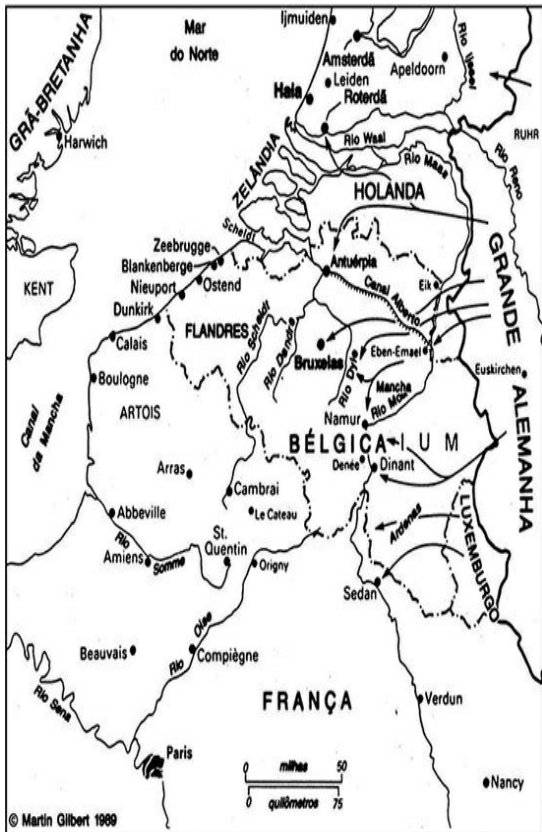 Mar
do Norte
GRÃ-BRETANHA
Harwich
KENT
Canal
da Mancha
Ijmuiden
Amsterdã
Leiden
Apeldoorn
Rio Ijssel
Haia
Roterdã
Rio Waal
RUHR
Rio Reno
Rio Maas
ZELÂNDIA
HOLANDA
Scheldt
Zeebrugge
Blankenberge
Nieuport
Ostend
Dunkirk
Calais
Boulogne
Antuérpia
Canal Alberto
Eik
GRANDE
ALEMANHA
FLANDRES
Rio Scheldt
Rio Dendre
Bruxelas
Rio Dyle
Eben-Emael
Euskirchen
Mancha
Rio Mou
Namur
BÉLGICA I U M
ARTOIS
Denée
Dinant
Arras
Cambrai
Le Cateau
Abbeville
Ardenas
LUXEMBURGO
Rio
Somme
Amiens
St.
Quentin
Origny
Sedan
Beauvais
Rio Oise
Compiègne
Rio Sena
FRANÇA
Verdun
Paris
0 milhas 50
0 quilômetros 75
Nancy
© Martin Gilbert 1989